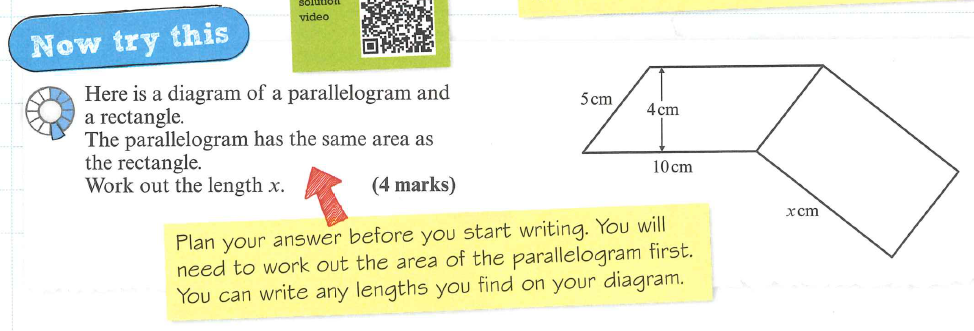 solution
video
Now try this
Here is a diagram of a parallelogram and
a rectangle.
The parallelogram has the same area as
the rectangle.
Work out the length x. (4 marks)
5 cm
4 cm
10 cm
x cm
Plan your answer before you start writing. You will
need to work out the area of the parallelogram first.
You can write any lengths you find on your diagram.